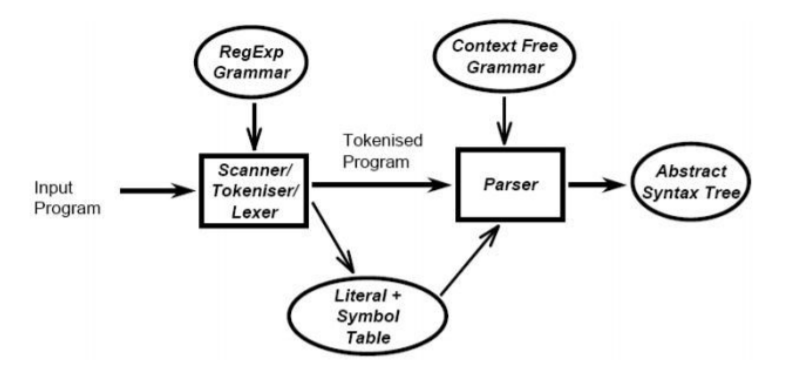 RegExp
Grammar
Context Free
Grammar
Tokenised
Program
Input
Program
Scanner/
Tokeniser/
Lexer
Parser
Abstract
Syntax Tree
Literal +
Symbol
Table